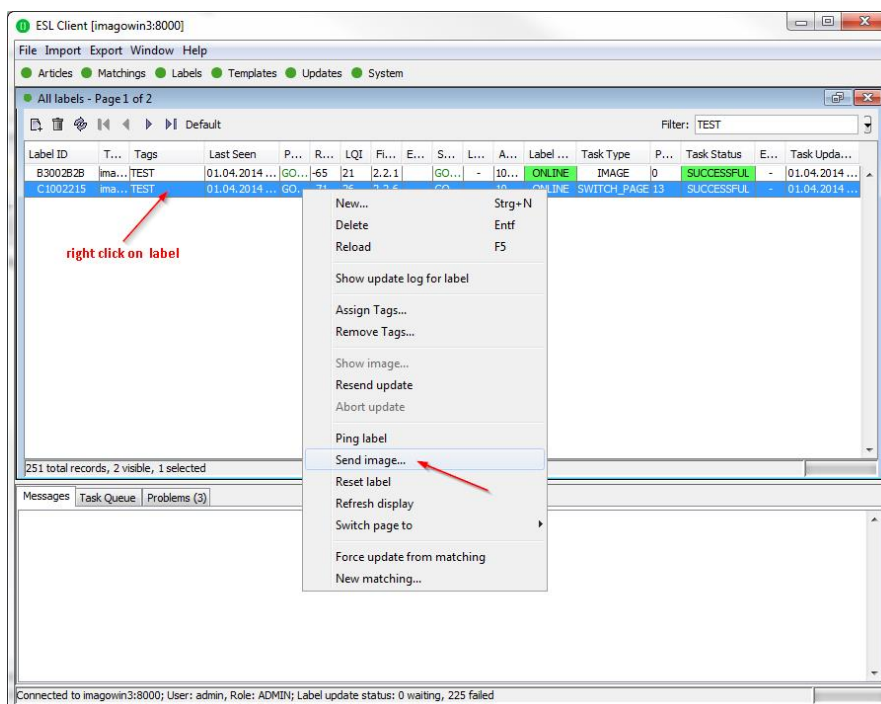 ESL Client [imagowin3:8000]
File Import Export Window Help
Articles Matchings Labels Templates Updates System
All labels - Page 1 of 2
Default Filter: TEST
Label ID T... Tags Last Seen P... R... LQI Fi... E... S... L... A... Label ... Task Type P... Task Status E... Task Upda...
B3002B2B ima... TEST 01.04.2014 ... GO... -65 21 2.2.1 GO... - 10... ONLINE IMAGE 0 SUCCESSFUL - 01.04.2014 ...
C1002215 ima... TEST 01.04.2014 ... GO... -71 26 2.2.6 GO... 10... ONLINE SWITCH_PAGE 13 SUCCESSFUL - 01.04.2014 ...
right click on label
New... Strg+N
Delete Entf
Reload F5
Show update log for label
Assign Tags...
Remove Tags...
Show image...
Resend update
Abort update
Ping label
Send image...
Reset label
Refresh display
Switch page to
Force update from matching
New matching...
251 total records, 2 visible, 1 selected
Messages Task Queue Problems (3)
Connected to imagowin3:8000; User: admin, Role: ADMIN; Label update status: 0 waiting, 225 failed